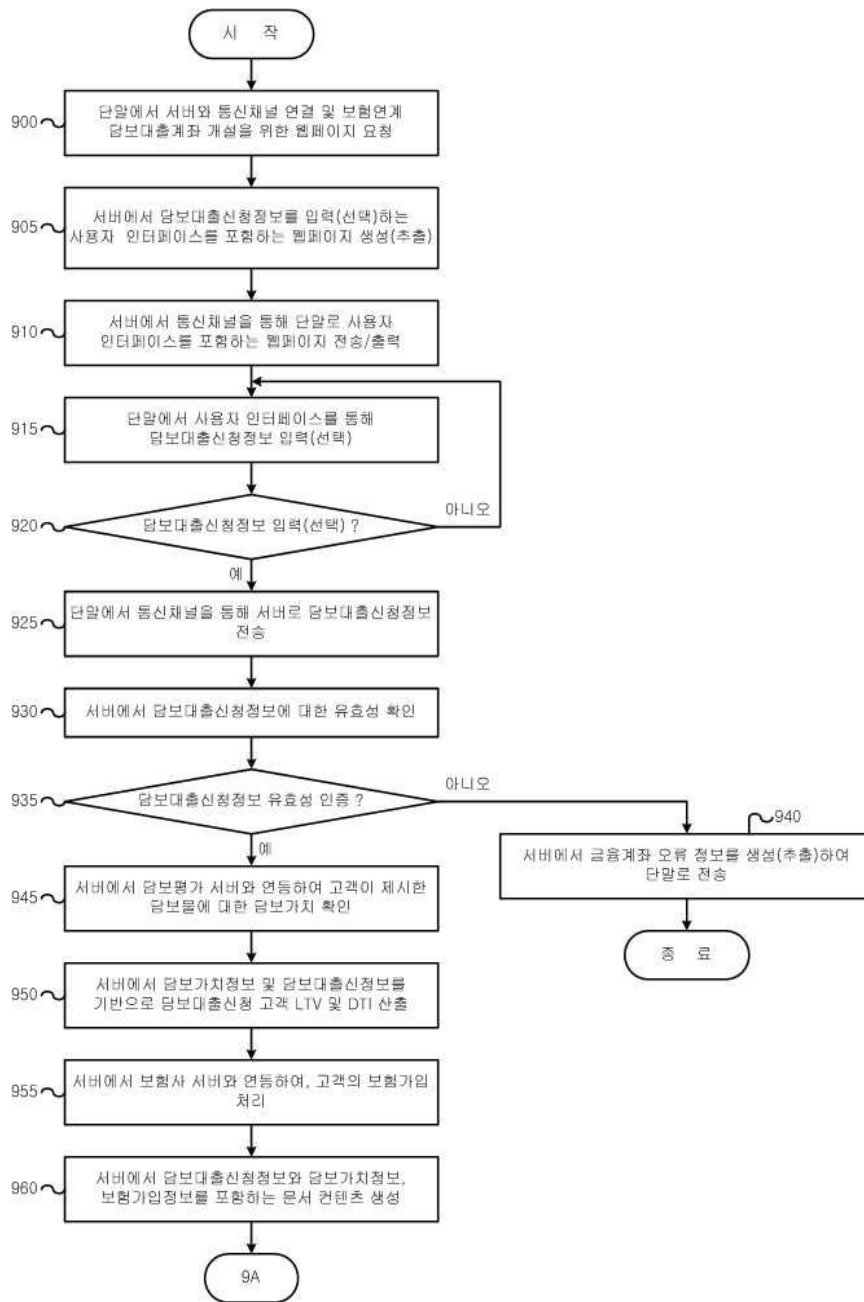 시 작
900
단말에서 서버와 통신채널 연결 및 보험연계
담보대출계좌 개설을 위한 웹페이지 요청
905
서버에서 담보대출신청정보를 입력(선택)하는
사용자 인터페이스를 포함하는 웹페이지 생성(추출)
910
서버에서 통신채널을 통해 단말로 사용자
인터페이스를 포함하는 웹페이지 전송/출력
915
단말에서 사용자 인터페이스를 통해
담보대출신청정보 입력(선택)
920
담보대출신청정보 입력(선택) ?
아니오
예
925
단말에서 통신채널을 통해 서버로 담보대출신청정보
전송
930
서버에서 담보대출신청정보에 대한 유효성 확인
935
담보대출신청정보 유효성 인증 ?
아니오
940
서버에서 금융계좌 오류 정보를 생성(추출)하여
단말로 전송
종 료
예
945
서버에서 담보평가 서버와 연동하여 고객이 제시한
담보물에 대한 담보가치 확인
950
서버에서 담보가치정보 및 담보대출신정보를
기반으로 담보대출신청 고객 LTV 및 DTI 산출
955
서버에서 보험사 서버와 연동하여, 고객의 보험가입
처리
960
서버에서 담보대출신청정보와 담보가치정보,
보험가입정보를 포함하는 문서 컨텐츠 생성
9A